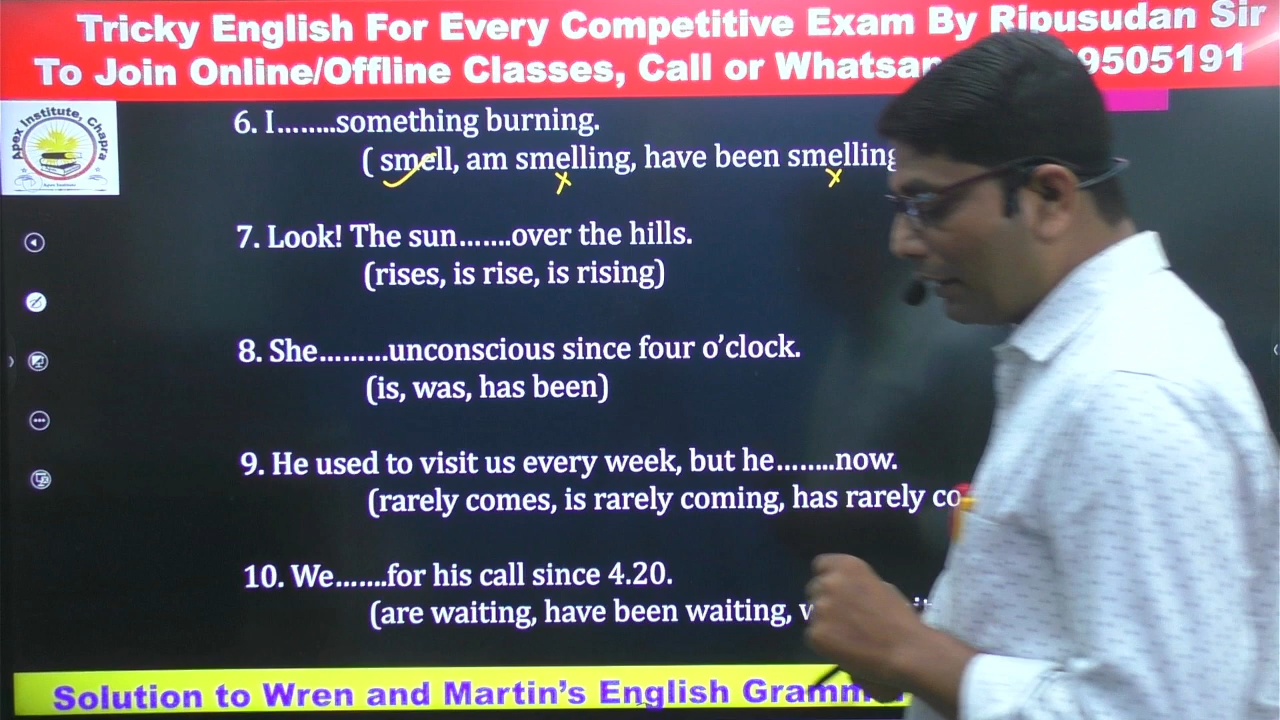 Tricky English For Every Competitive Exam By Ripusudan Sir
To Join Online/Offline Classes, Call or 9505191
Apex Institute, Chapra
6. I……..something burning.
( smell, am smelling, have been smelling
7. Look! The sun…….over the hills.
(rises, is rise, is rising)
8. She………unconscious since four o’clock.
(is, was, has been)
9. He used to visit us every week, but he……..now.
(rarely comes, is rarely coming, has rarely
10. We…….for his call since 4.20.
(are waiting, have been waiting,
Solution to Wren and Martin’s English